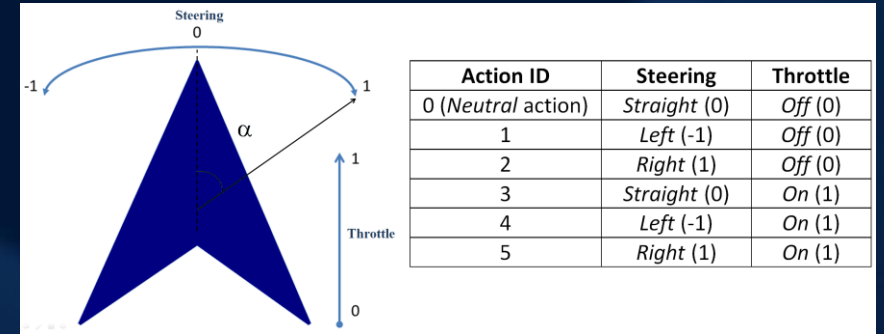 Steering
0
-1
1
α
1
Throttle
0
Action ID Steering Throttle
0 (Neutral action) Straight (0) Off (0)
1 Left (-1) Off (0)
2 Right (1) Off (0)
3 Straight (0) On (1)
4 Left (-1) On (1)
5 Right (1) On (1)